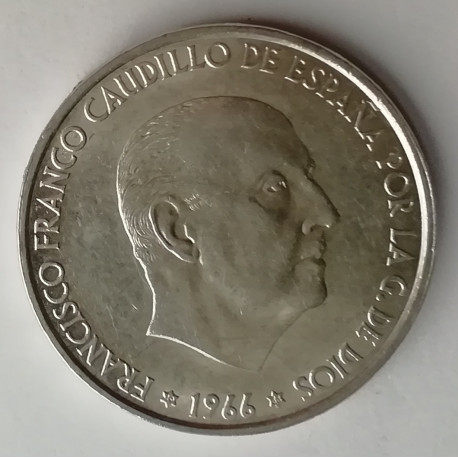 FRANCISCO FRANCO CAUDILLO DE ESPAÑA POR LA G. DE DIOS
1966